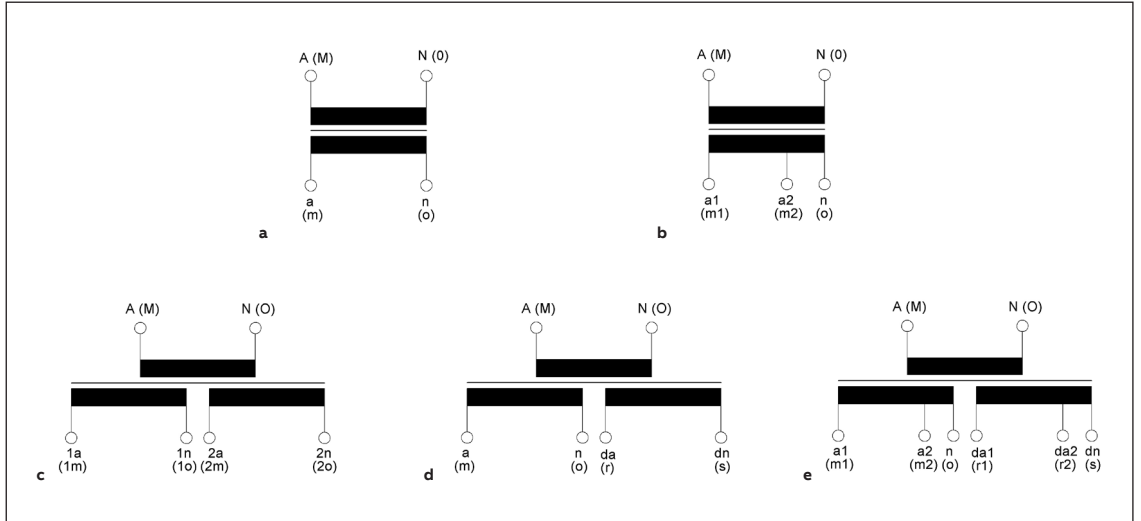 A (M) N (0)
a n
(m) (o)
a
A (M) N (0)
a1 a2 n
(m1) (m2) (o)
b
A (M) N (O)
1a 1n 2a 2n
(1m) (1o) (2m) (2o)
c
A (M) N (O)
a n da dn
(m) (o) (r) (s)
d
A (M) N (O)
a1 a2 n da1 da2 dn
(m1) (m2) (o) (r1) (r2) (s)
e